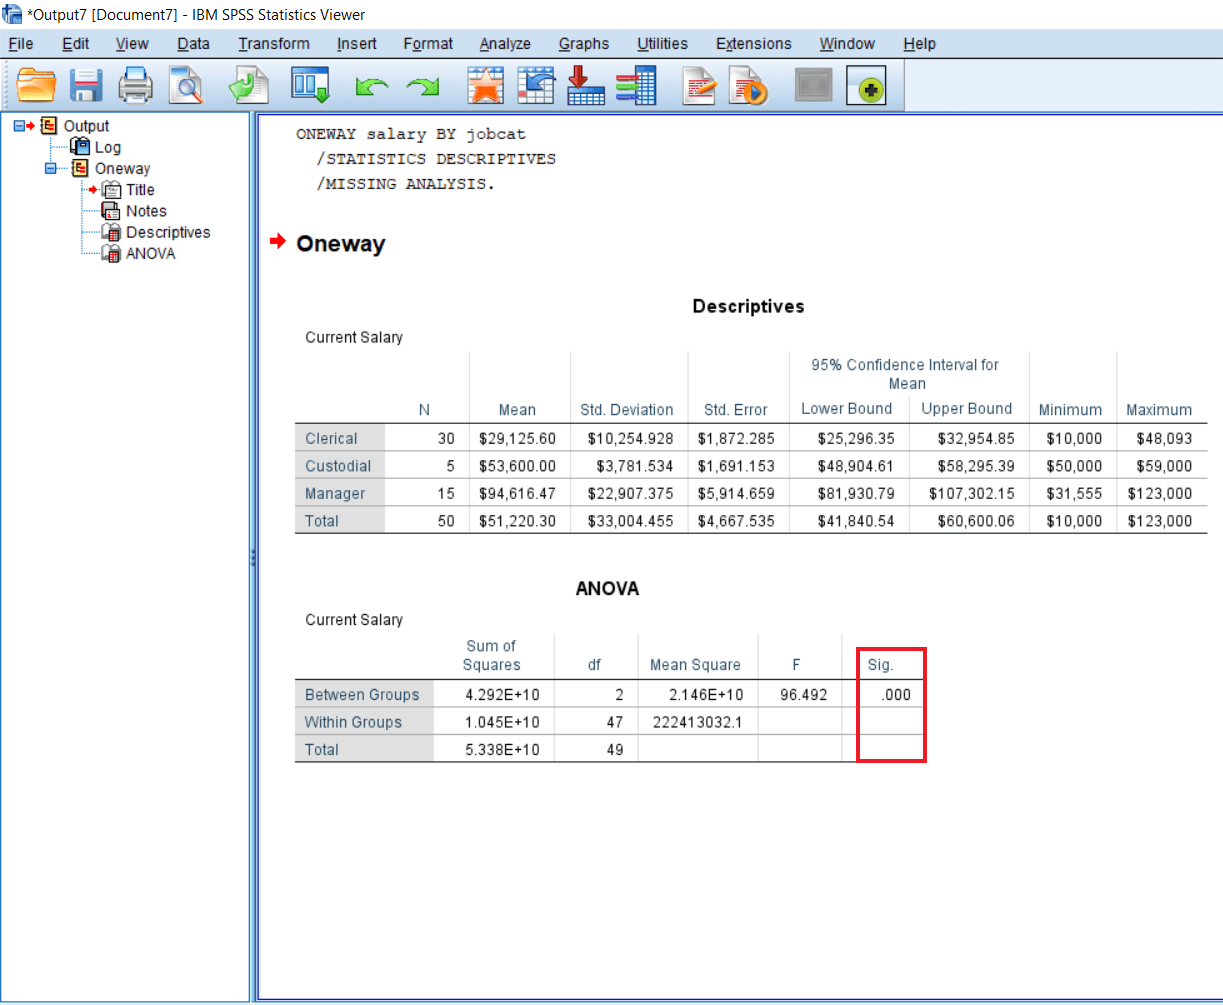 *Output7 [Document7] - IBM SPSS Statistics Viewer
File Edit View Data Transform Insert Format Analyze Graphs Utilities Extensions Window Help
Output
Log
Oneway
Title
Notes
Descriptives
ANOVA
ONEWAY salary BY jobcat
/STATISTICS DESCRIPTIVES
/MISSING ANALYSIS.
Oneway
Descriptives
Current Salary
95% Confidence Interval for
Mean
N Mean Std. Deviation Std. Error Lower Bound Upper Bound Minimum Maximum
Clerical 30 $29,125.60 $10,254.928 $1,872.285 $25,296.35 $32,954.85 $10,000 $48,093
Custodial 5 $53,600.00 $3,781.534 $1,691.153 $48,904.61 $58,295.39 $50,000 $59,000
Manager 15 $94,616.47 $22,907.375 $5,914.659 $81,930.79 $107,302.15 $31,555 $123,000
Total 50 $51,220.30 $33,004.455 $4,667.535 $41,840.54 $60,600.06 $10,000 $123,000
ANOVA
Current Salary
Sum of
Squares df Mean Square F Sig.
Between Groups 4.292E+10 2 2.146E+10 96.492 .000
Within Groups 1.045E+10 47 222413032.1
Total 5.338E+10 49